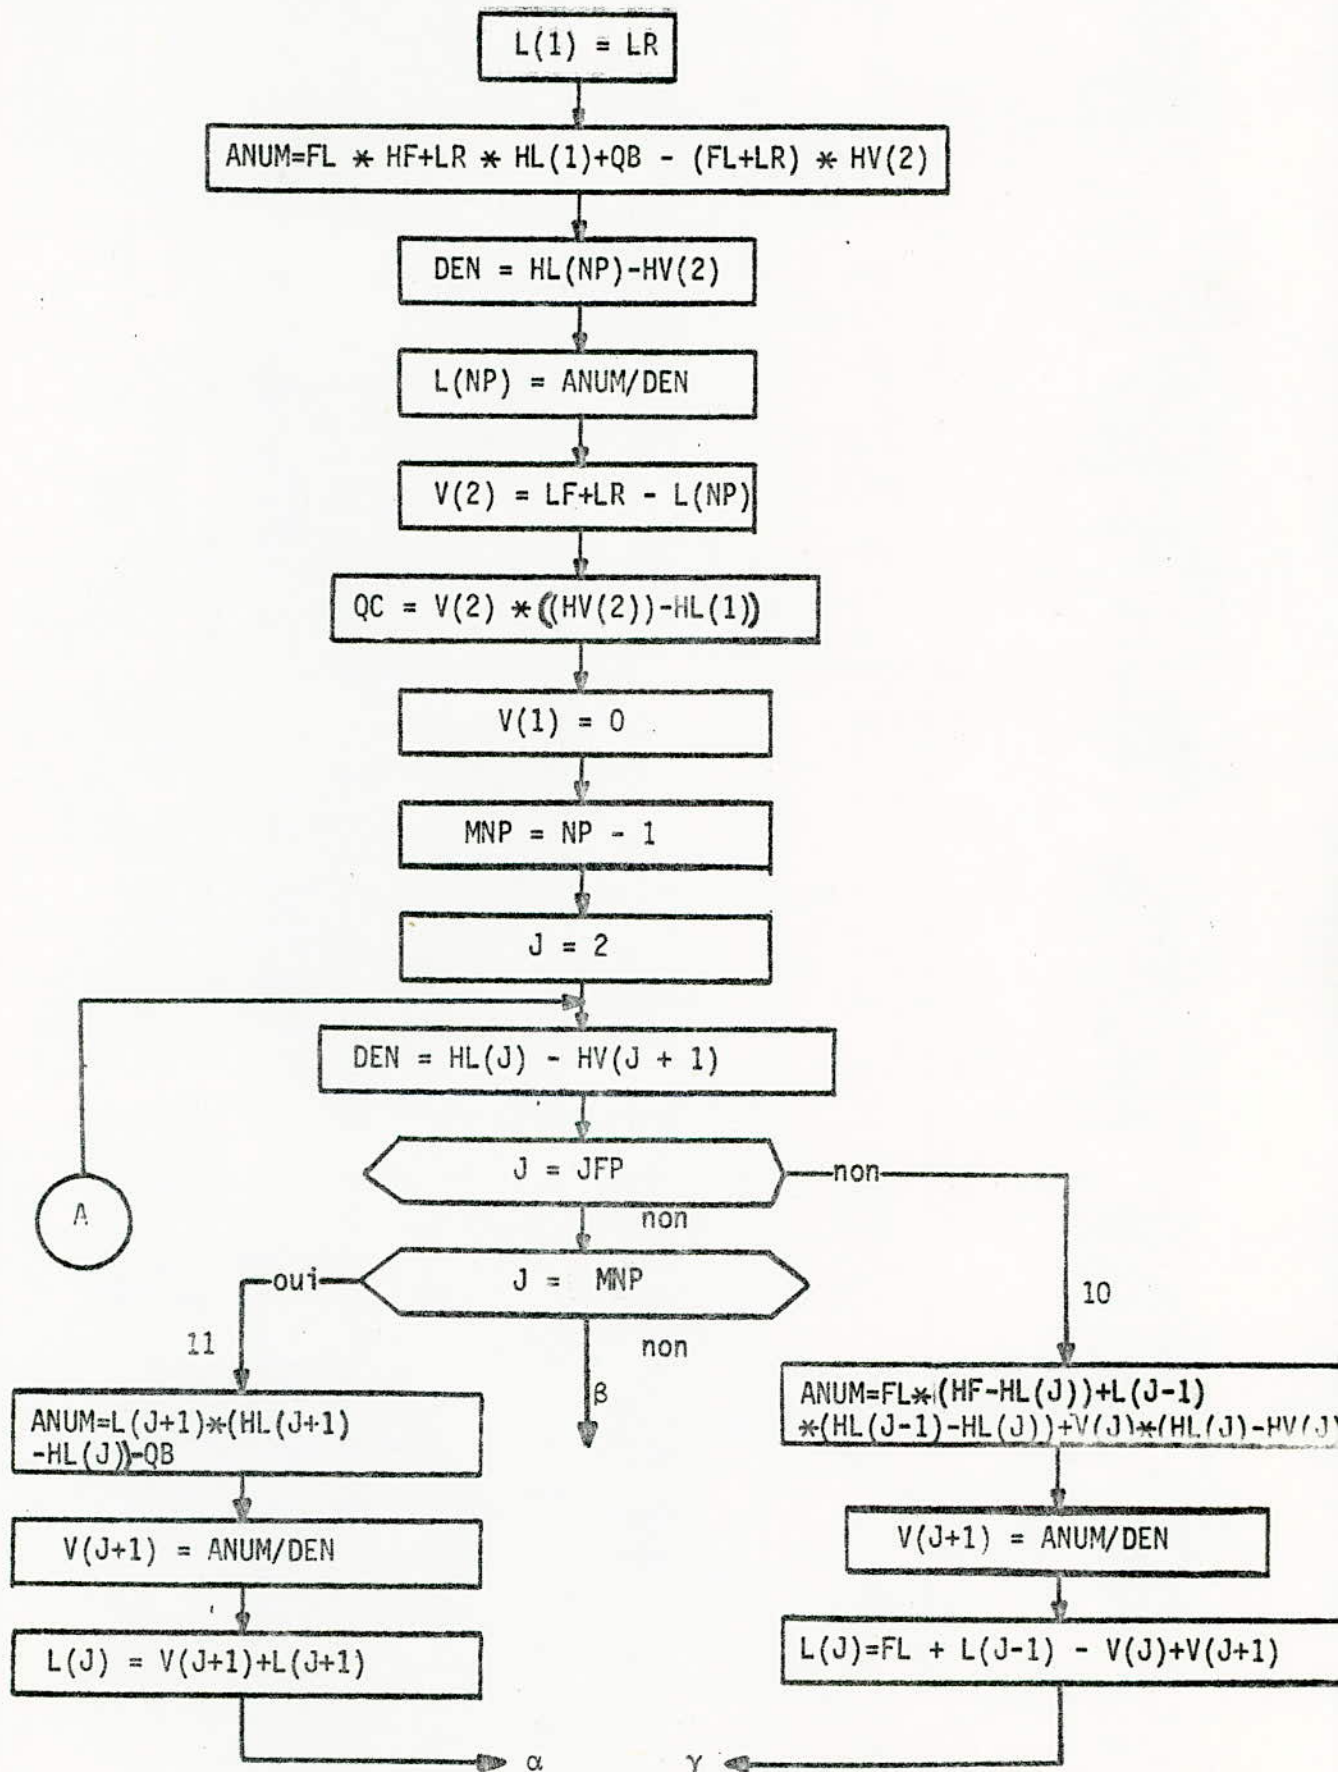 L(1) = LR
ANUM=FL * HF+LR * HL(1)+QB - (FL+LR) * HV(2)
DEN = HL(NP)-HV(2)
L(NP) = ANUM/DEN
V(2) = LF+LR - L(NP)
QC = V(2) *((HV(2))-HL(1))
V(1) = 0
MNP = NP - 1
J = 2
DEN = HL(J) - HV(J + 1)
J = JFP
non
A
non
oui
J = MNP
10
11
non
β
ANUM=L(J+1)*(HL(J+1)
-HL(J))-QB
ANUM=FL*(HF-HL(J))+L(J-1)
*(HL(J-1)-HL(J))+V(J)*(HL(J)-HV(J)
V(J+1) = ANUM/DEN
V(J+1) = ANUM/DEN
L(J) = V(J+1)+L(J+1)
L(J)=FL + L(J-1) - V(J)+V(J+1)
α
γ